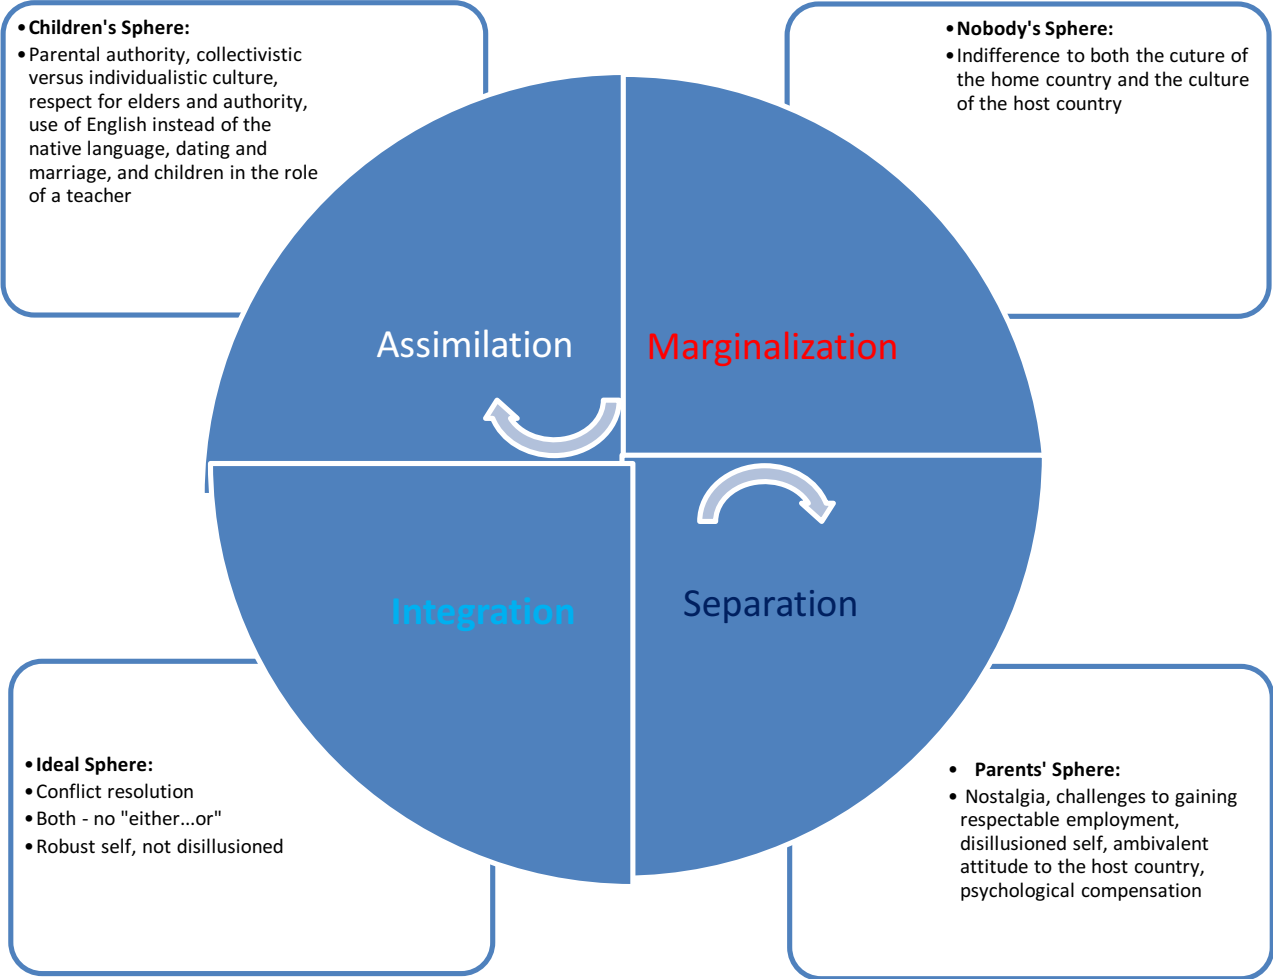 •Children's Sphere:
•Parental authority, collectivistic
versus individualistic culture,
respect for elders and authority,
use of English instead of the
native language, dating and
marriage, and children in the role
of a teacher
•Nobody's Sphere:
•Indifference to both the cuture of
the home country and the culture
of the host country
Assimilation
Marginalization
Integration
Separation
•Ideal Sphere:
•Conflict resolution
•Both - no "either...or"
•Robust self, not disillusioned
• Parents' Sphere:
• Nostalgia, challenges to gaining
respectable employment,
disillusioned self, ambivalent
attitude to the host country,
psychological compensation